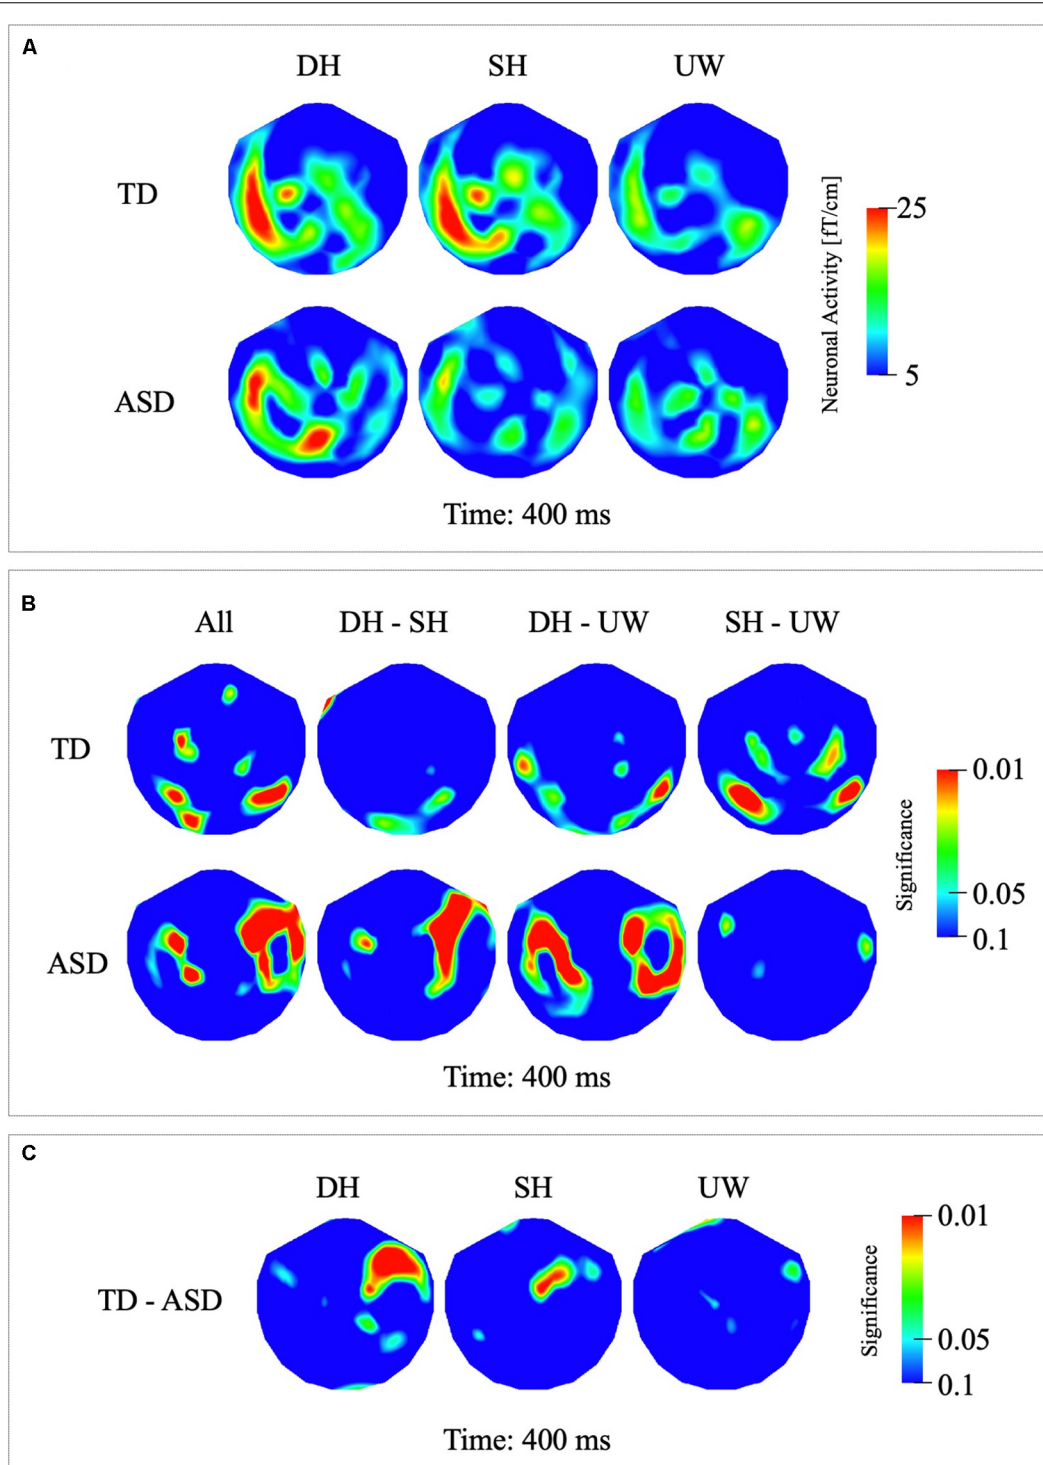 A
DH SH UW
TD
ASD
Neuronal Activity [fT/cm]
25
5
Time: 400 ms
B
All DH - SH DH - UW SH - UW
TD
ASD
Significance
0.01
0.05
0.1
Time: 400 ms
C
DH SH UW
TD - ASD
Significance
0.01
0.05
0.1
Time: 400 ms